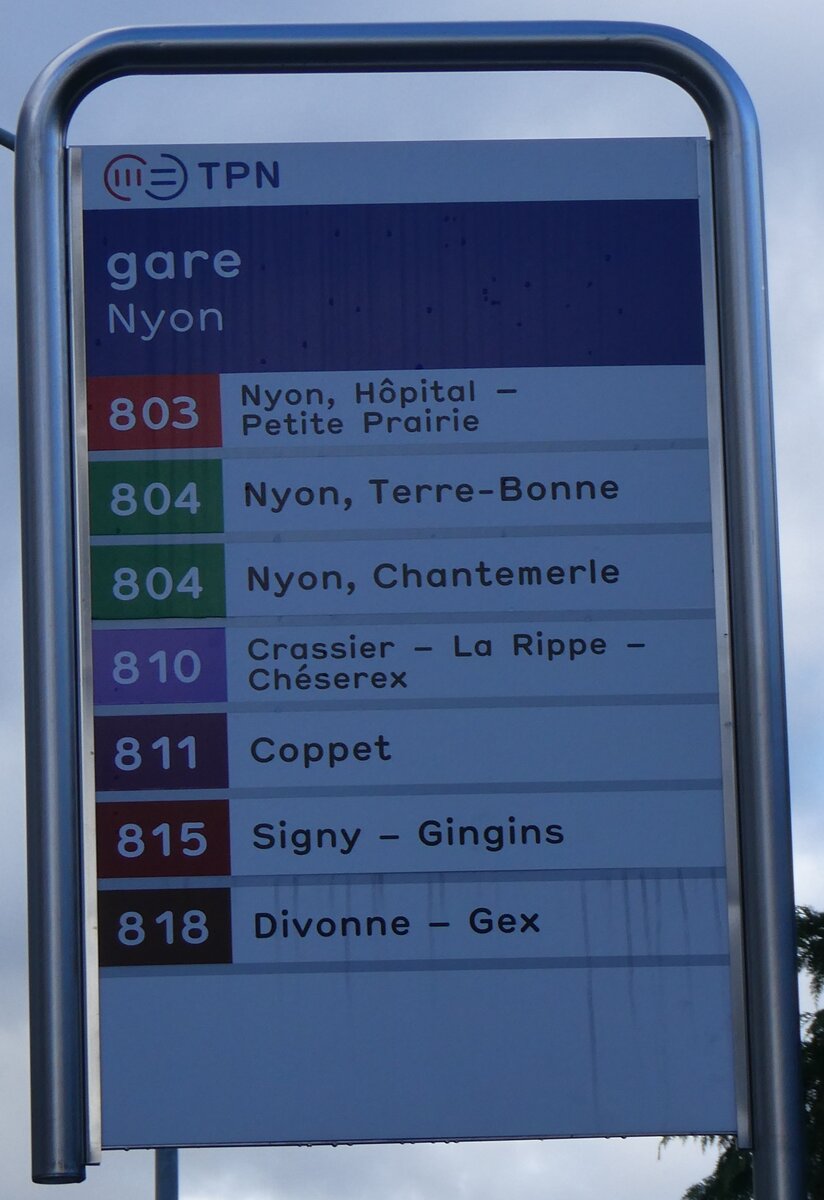 TPN
gare
Nyon
803 Nyon, Hôpital –
Petite Prairie
804 Nyon, Terre-Bonne
804 Nyon, Chantemerle
810 Crassier – La Rippe –
Chéserex
811 Coppet
815 Signy – Gingins
818 Divonne – Gex